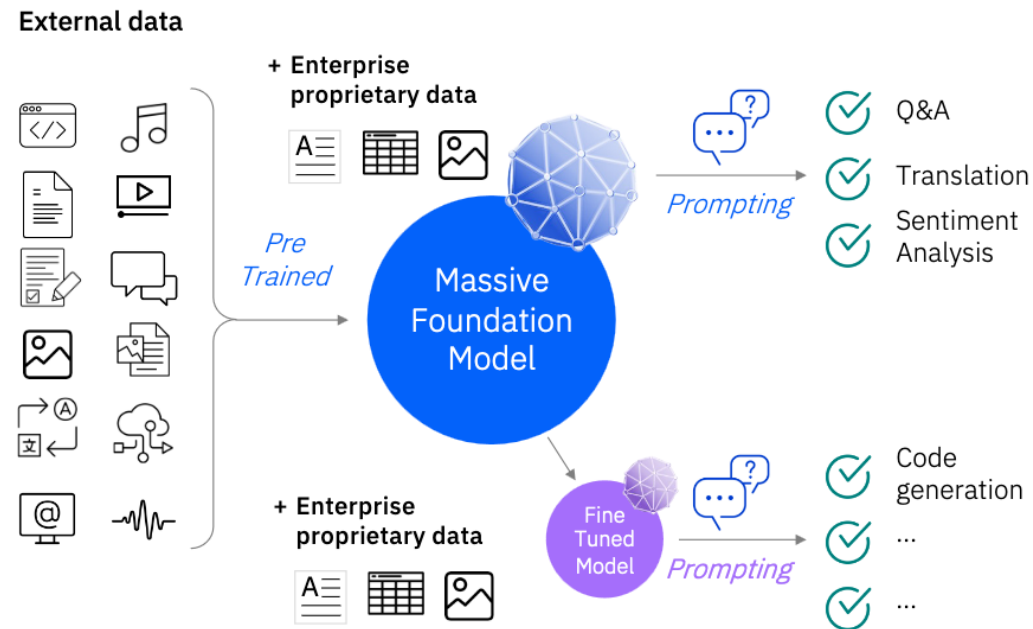 External data
+ Enterprise
proprietary data
</>
A
A
文
@
Pre
Trained
Massive
Foundation
Model
?
...
Prompting
Q&A
Translation
Sentiment
Analysis
+ Enterprise
proprietary data
A
Fine
Tuned
Model
?
...
Prompting
Code
generation
...
...